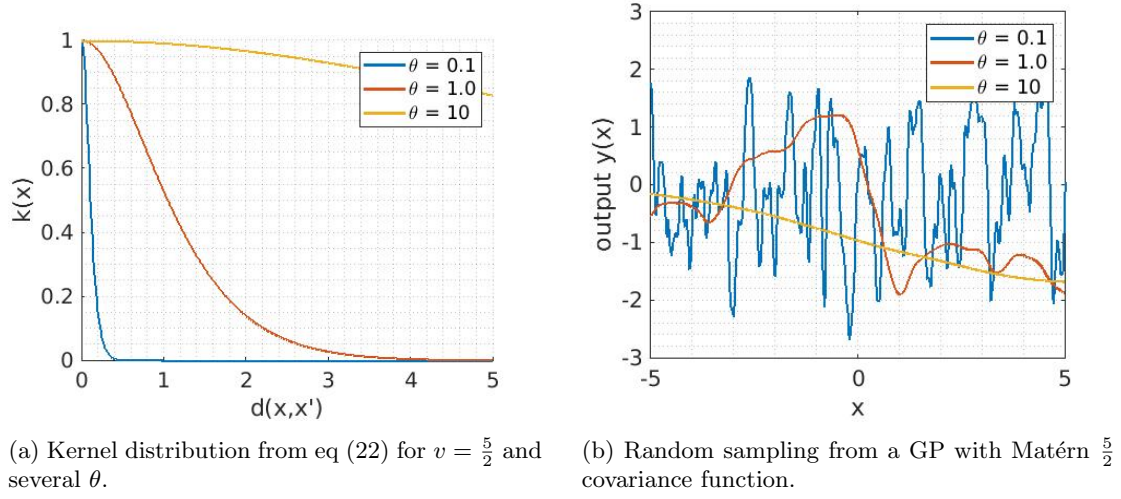 1
0.8
0.6
0.4
0.2
0
k(x)
0 1 2 3 4 5
d(x,x')
θ = 0.1
θ = 1.0
θ = 10
3
2
1
0
-1
-2
-3
output y(x)
-5 0 5
x
θ = 0.1
θ = 1.0
θ = 10
(a) Kernel distribution from eq (22) for v = 5/2 and
several θ.
(b) Random sampling from a GP with Matérn 5/2
covariance function.